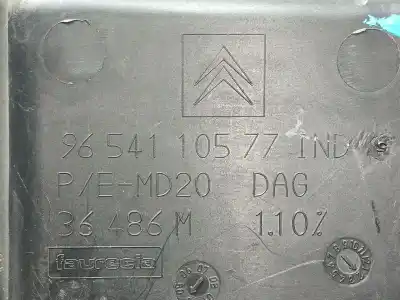 96 541 105 77 IND
P/E-MD20 DAG
36 486 M 1.10%
faurecia